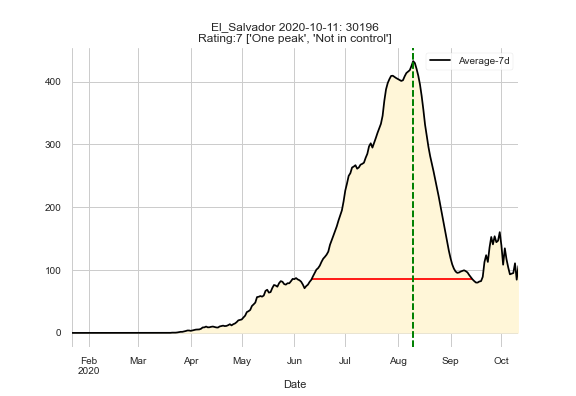 El_Salvador 2020-10-11: 30196
Rating:7 ['One peak', 'Not in control']
Average-7d
400
300
200
100
0
Feb Mar Apr May Jun Jul Aug Sep Oct
2020
Date